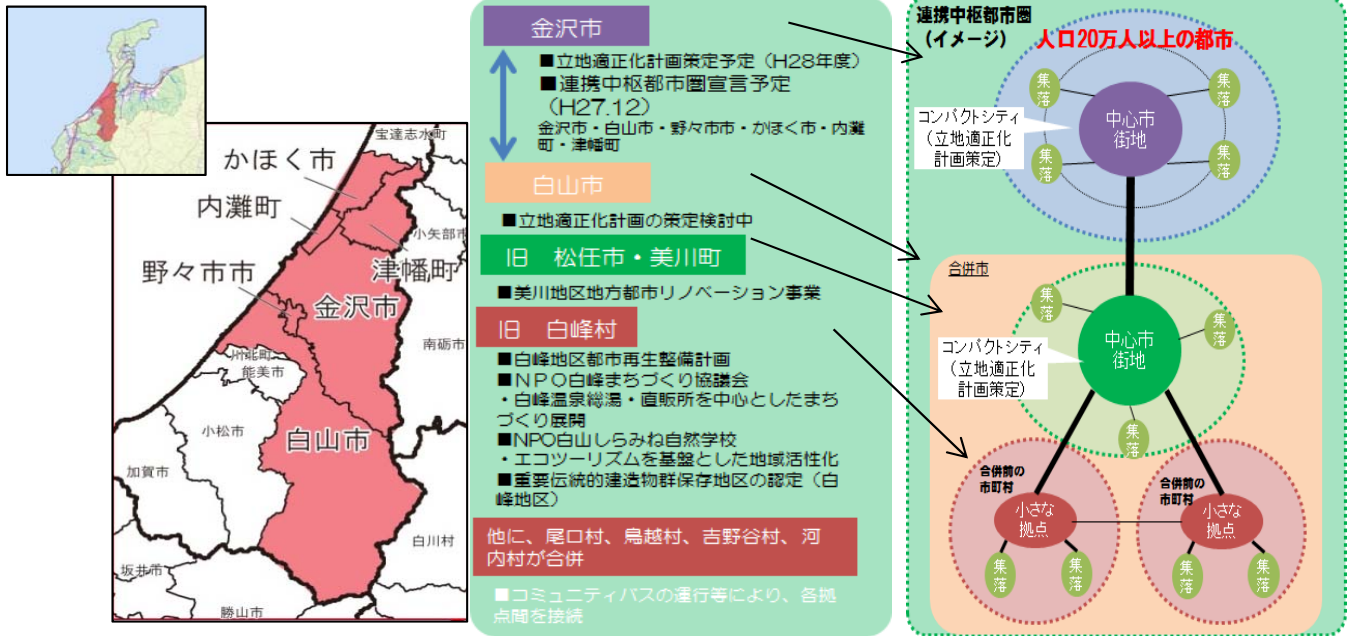 宝達志水町
かほく市
内灘町
小矢部市
津幡町
野々市市
金沢市
南砺市
川北町
能美市
小松市
白山市
加賀市
白川村
坂井市
勝山市
金沢市
■立地適正化計画策定予定（H28年度）
■連携中枢都市圏宣言予定
（H27.12）
金沢市・白山市・野々市市・かほく市・内灘
町・津幡町
白山市
■立地適正化計画の策定検討中
旧　松任市・美川町
■美川地区地方都市リノベーション事業
旧　白峰村
■白峰地区都市再生整備計画
■ＮＰＯ白峰まちづくり協議会
・白峰温泉総湯・直販所を中心としたまち
づくり展開
■NPO白山しらみね自然学校
・エコツーリズムを基盤とした地域活性化
■重要伝統的建造物群保存地区の認定（白
峰地区）
他に、尾口村、鳥越村、吉野谷村、河
内村が合併
■コミュニティバスの運行等により、各拠
点間を接続
連携中枢都市圏
（イメージ）
人口20万人以上の都市
集落
集落
コンパクトシティ
（立地適正化
計画策定）
中心市
街地
集落
集落
合併市
集落
集落
コンパクトシティ
（立地適正化
計画策定）
中心市
街地
集落
合併前の
市町村
小さな
拠点
集落
集落
合併前の
市町村
小さな
拠点
集落
集落